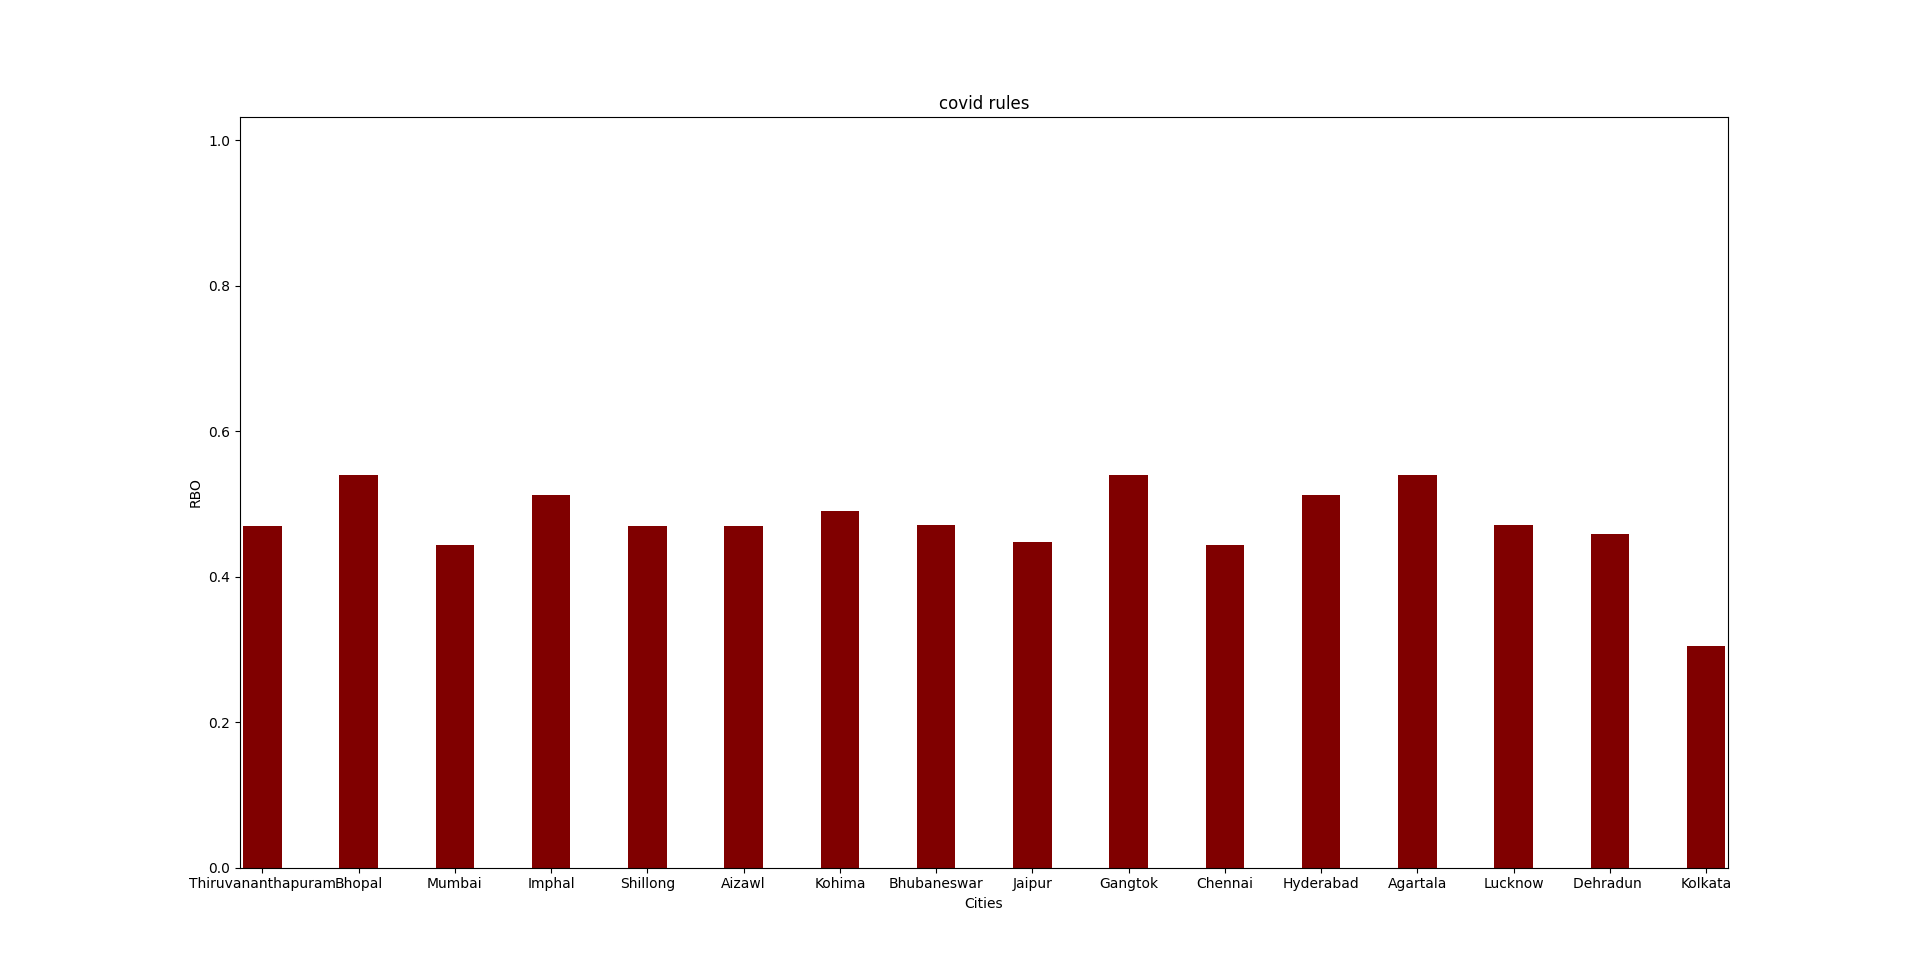 covid rules
1.0
0.8
0.6
0.4
0.2
0.0
RBO
Thiruvananthapuram Bhopal Mumbai Imphal Shillong Aizawl Kohima Bhubaneswar Jaipur Gangtok Chennai Hyderabad Agartala Lucknow Dehradun Kolkata
Cities